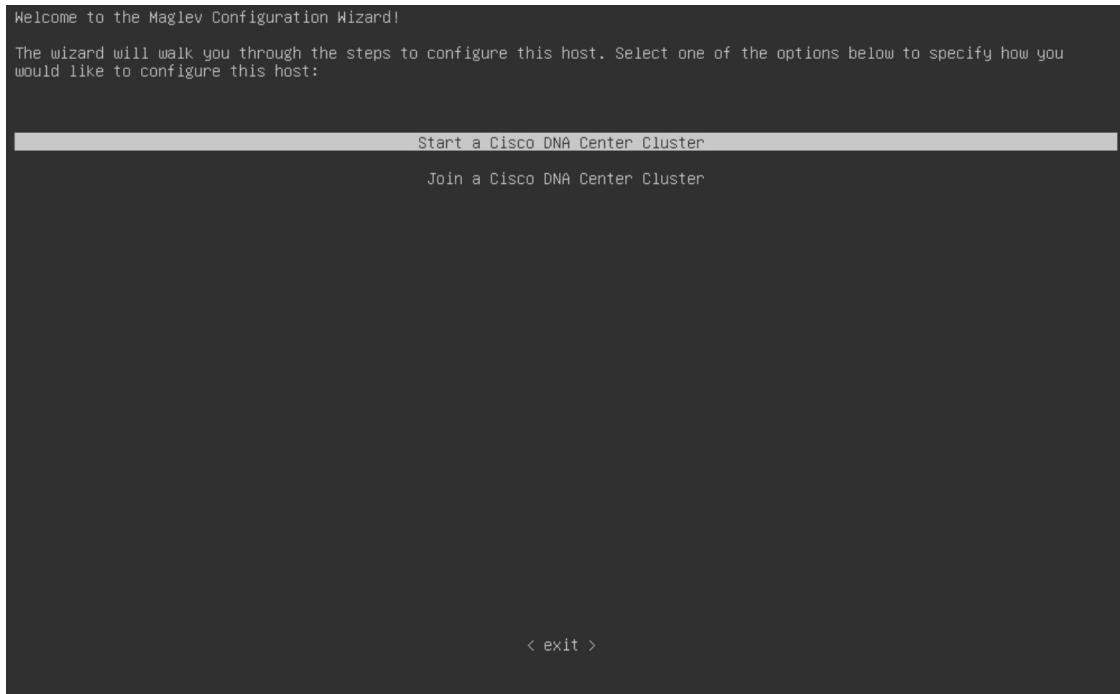 Welcome to the Maglev Configuration Wizard!
The wizard will walk you through the steps to configure this host. Select one of the options below to specify how you
would like to configure this host:
Start a Cisco DNA Center Cluster
Join a Cisco DNA Center Cluster
< exit >